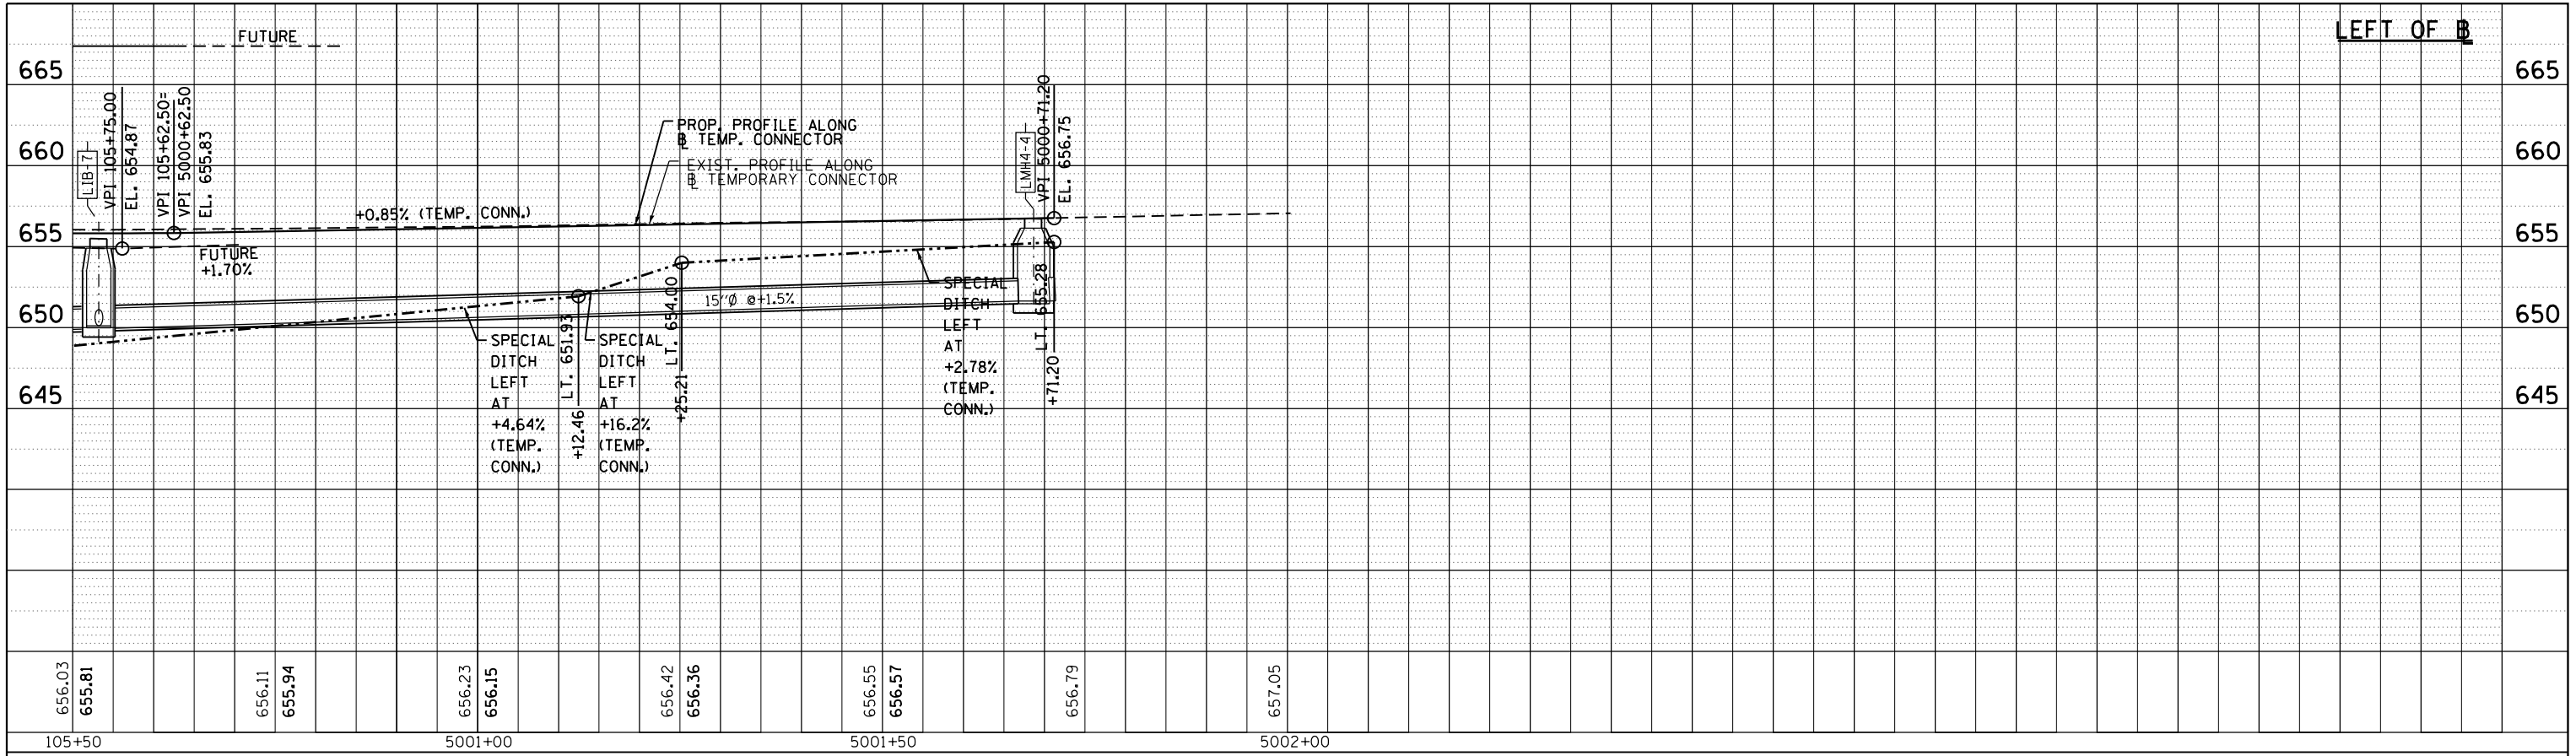 LEFT OF BL
FUTURE
665
665
660
660
655
655
650
650
645
645
LIB-7
VPI 105+75.00
EL. 654.87
VPI 105+62.50=
VPI 5000+62.50
EL. 655.83
PROP. PROFILE ALONG
BL TEMP. CONNECTOR
EXIST. PROFILE ALONG
BL TEMPORARY CONNECTOR
LMH4-4
VPI 5000+71.20
EL. 656.75
+0.85% (TEMP. CONN.)
FUTURE
+1.70%
15"Ø @+1.5%
SPECIAL
DITCH
LEFT
AT
+4.64%
(TEMP.
CONN.)
LT. 651.93
+12.46
SPECIAL
DITCH
LEFT
AT
+16.2%
(TEMP.
CONN.)
LT. 654.00
+25.21
SPECIAL
DITCH
LEFT
AT
+2.78%
(TEMP.
CONN.)
LT. 655.28
+71.20
656.03
655.81
656.11
655.94
656.23
656.15
656.42
656.36
656.55
656.57
656.79
657.05
105+50
5001+00
5001+50
5002+00